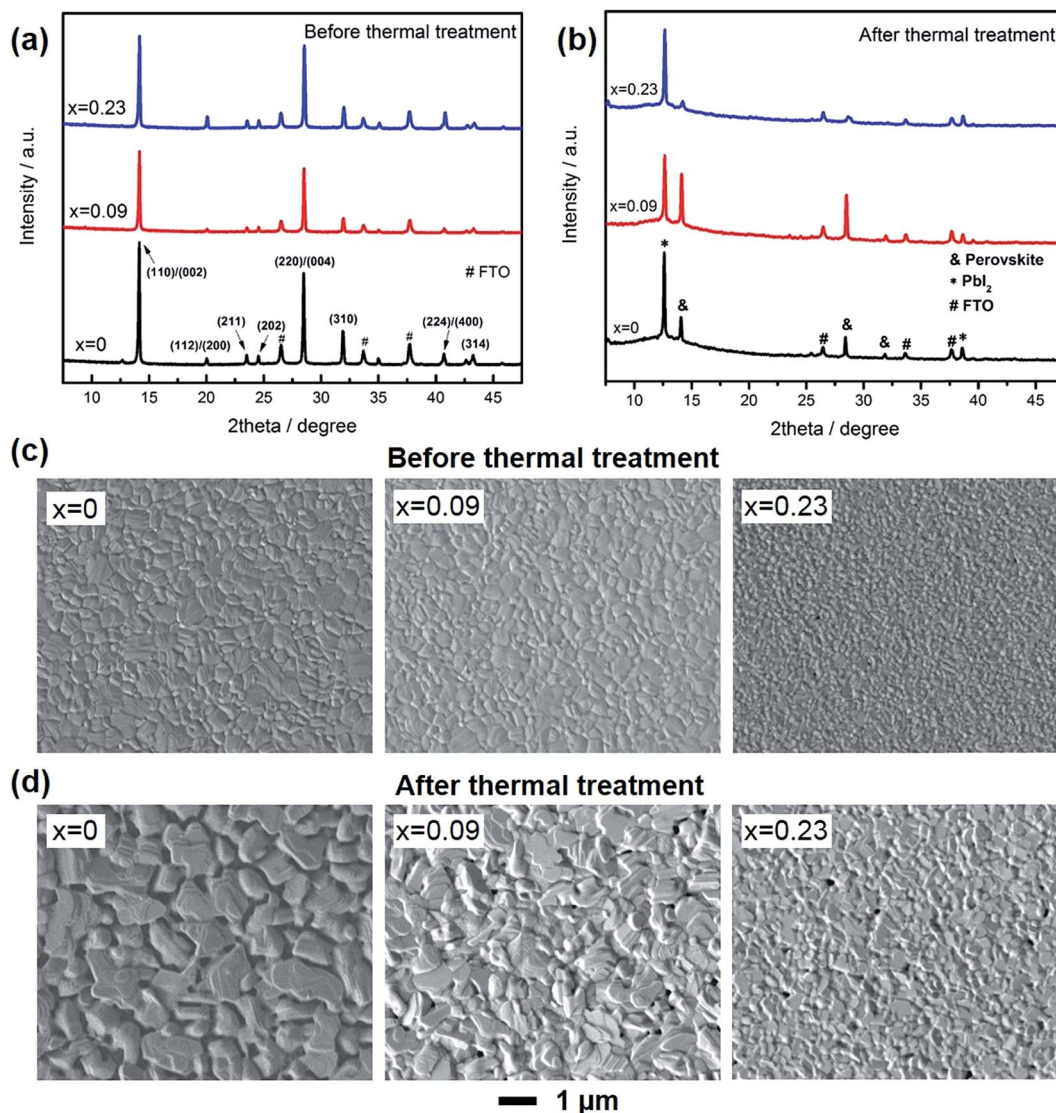 (a)
Before thermal treatment
x=0.23
x=0.09
x=0
(110)/(002)
(112)/(200)
(211)
(202)
#
(220)/(004)
(310)
#
#
(224)/(400)
(314)
# FTO
Intensity / a.u.
10 15 20 25 30 35 40 45
2theta / degree
(b)
After thermal treatment
x=0.23
x=0.09
x=0
*
&
#
&
&
#
#
*
& Perovskite
* PbI₂
# FTO
Intensity / a.u.
10 15 20 25 30 35 40 45
2theta / degree
(c)
Before thermal treatment
x=0
x=0.09
x=0.23
(d)
After thermal treatment
x=0
x=0.09
x=0.23
1 μm